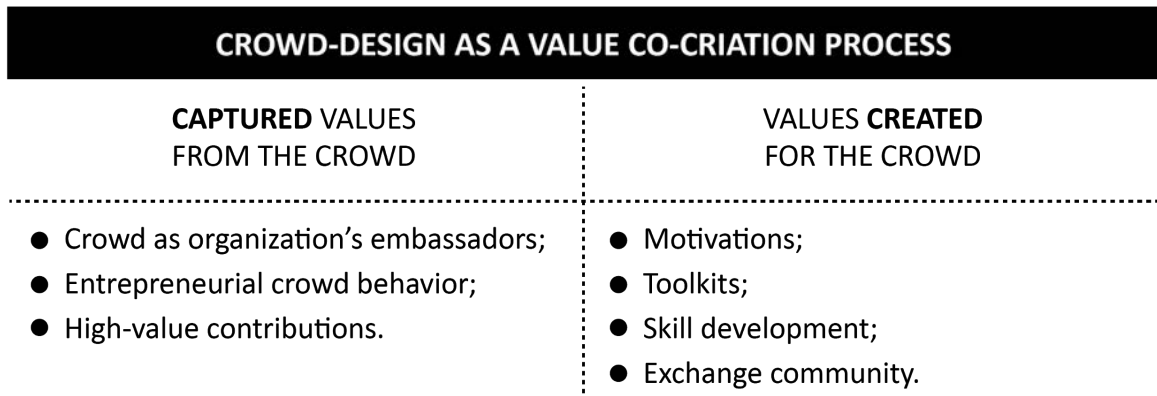 CROWD-DESIGN AS A VALUE CO-CRIATION PROCESS
CAPTURED VALUES
FROM THE CROWD
VALUES CREATED
FOR THE CROWD
● Crowd as organization’s embassadors;
● Entrepreneurial crowd behavior;
● High-value contributions.
● Motivations;
● Toolkits;
● Skill development;
● Exchange community.